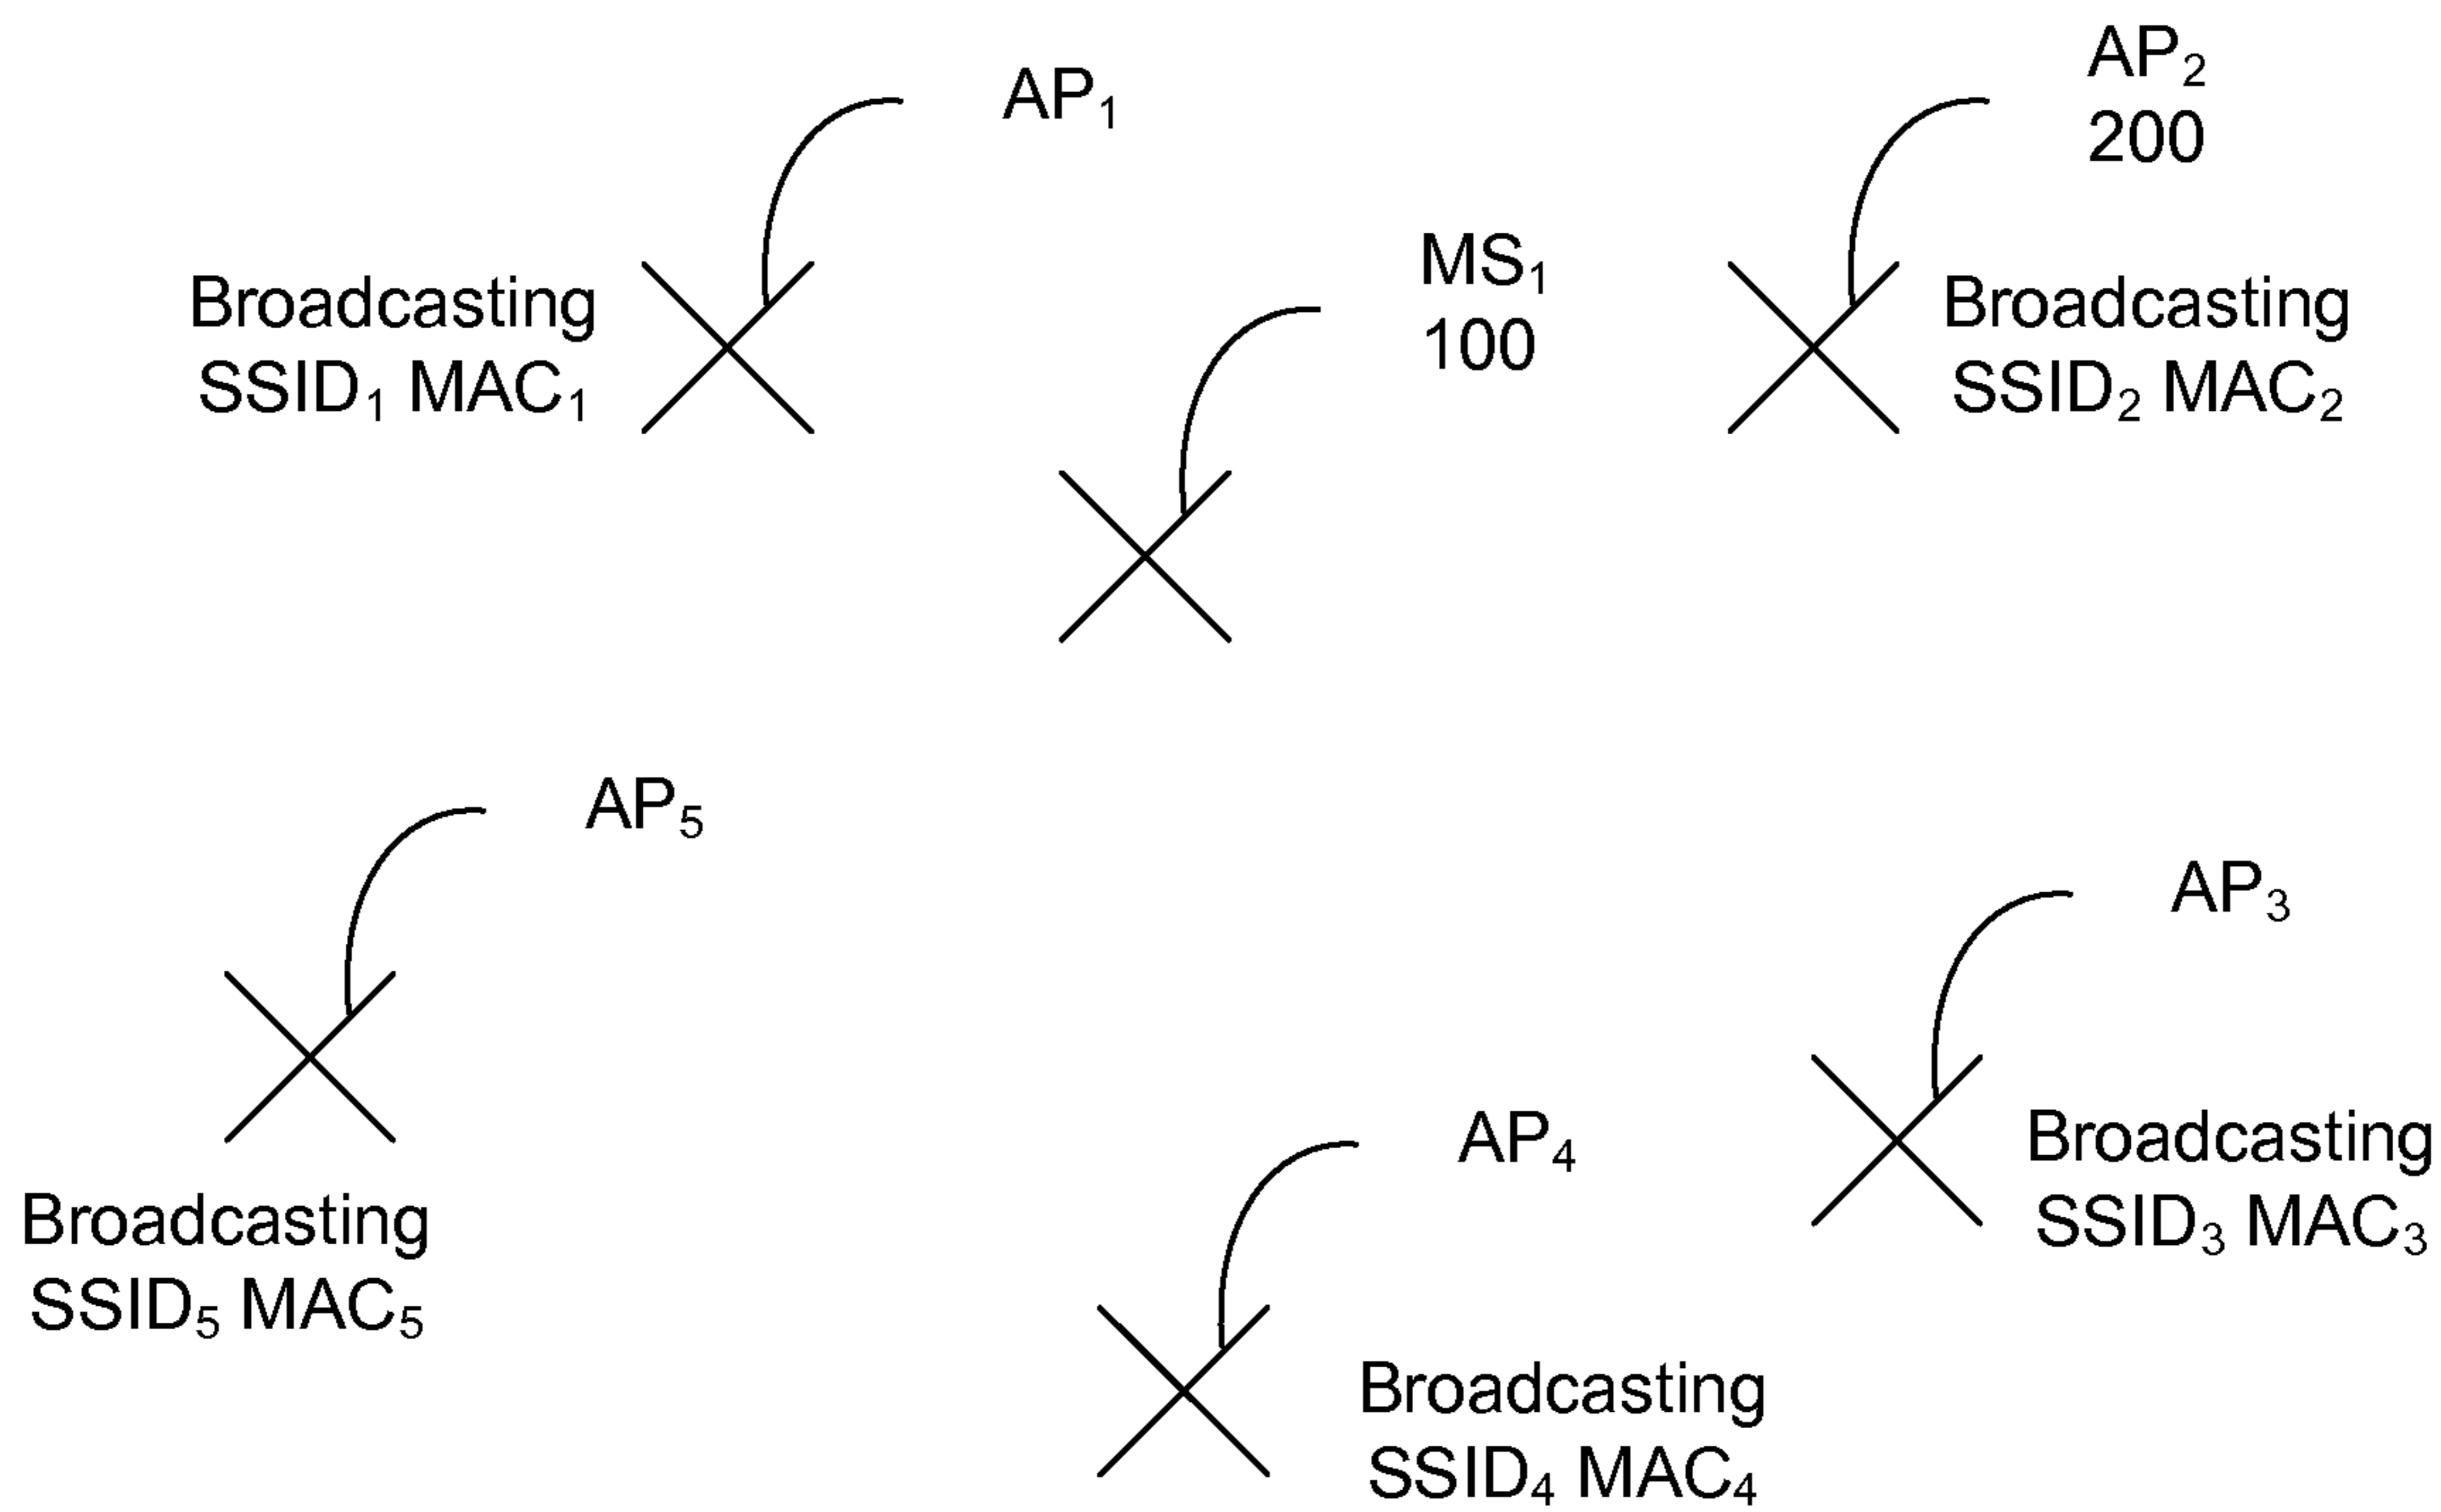 AP₁
AP₂
200
MS₁
100
Broadcasting
SSID₁ MAC₁
Broadcasting
SSID₂ MAC₂
AP₅
AP₃
AP₄
Broadcasting
SSID₃ MAC₃
Broadcasting
SSID₅ MAC₅
Broadcasting
SSID₄ MAC₄